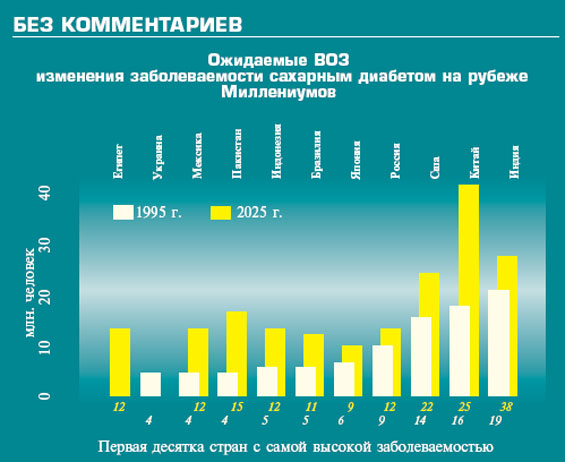 БЕЗ КОММЕНТАРИЕВ
Ожидаемые ВОЗ
изменения заболеваемости сахарным диабетом на рубеже
Миллениумов
Египет
Украина
Мексика
Пакистан
Индонезия
Бразилия
Япония
Россия
Сша
Китай
Индия
1995 г.
2025 г.
млн. человек
40
30
20
10
0
12 12 15 12 11 9 12 22 25 38
4 4 4 5 5 6 9 14 16 19
Первая десятка стран с самой высокой заболеваемостью